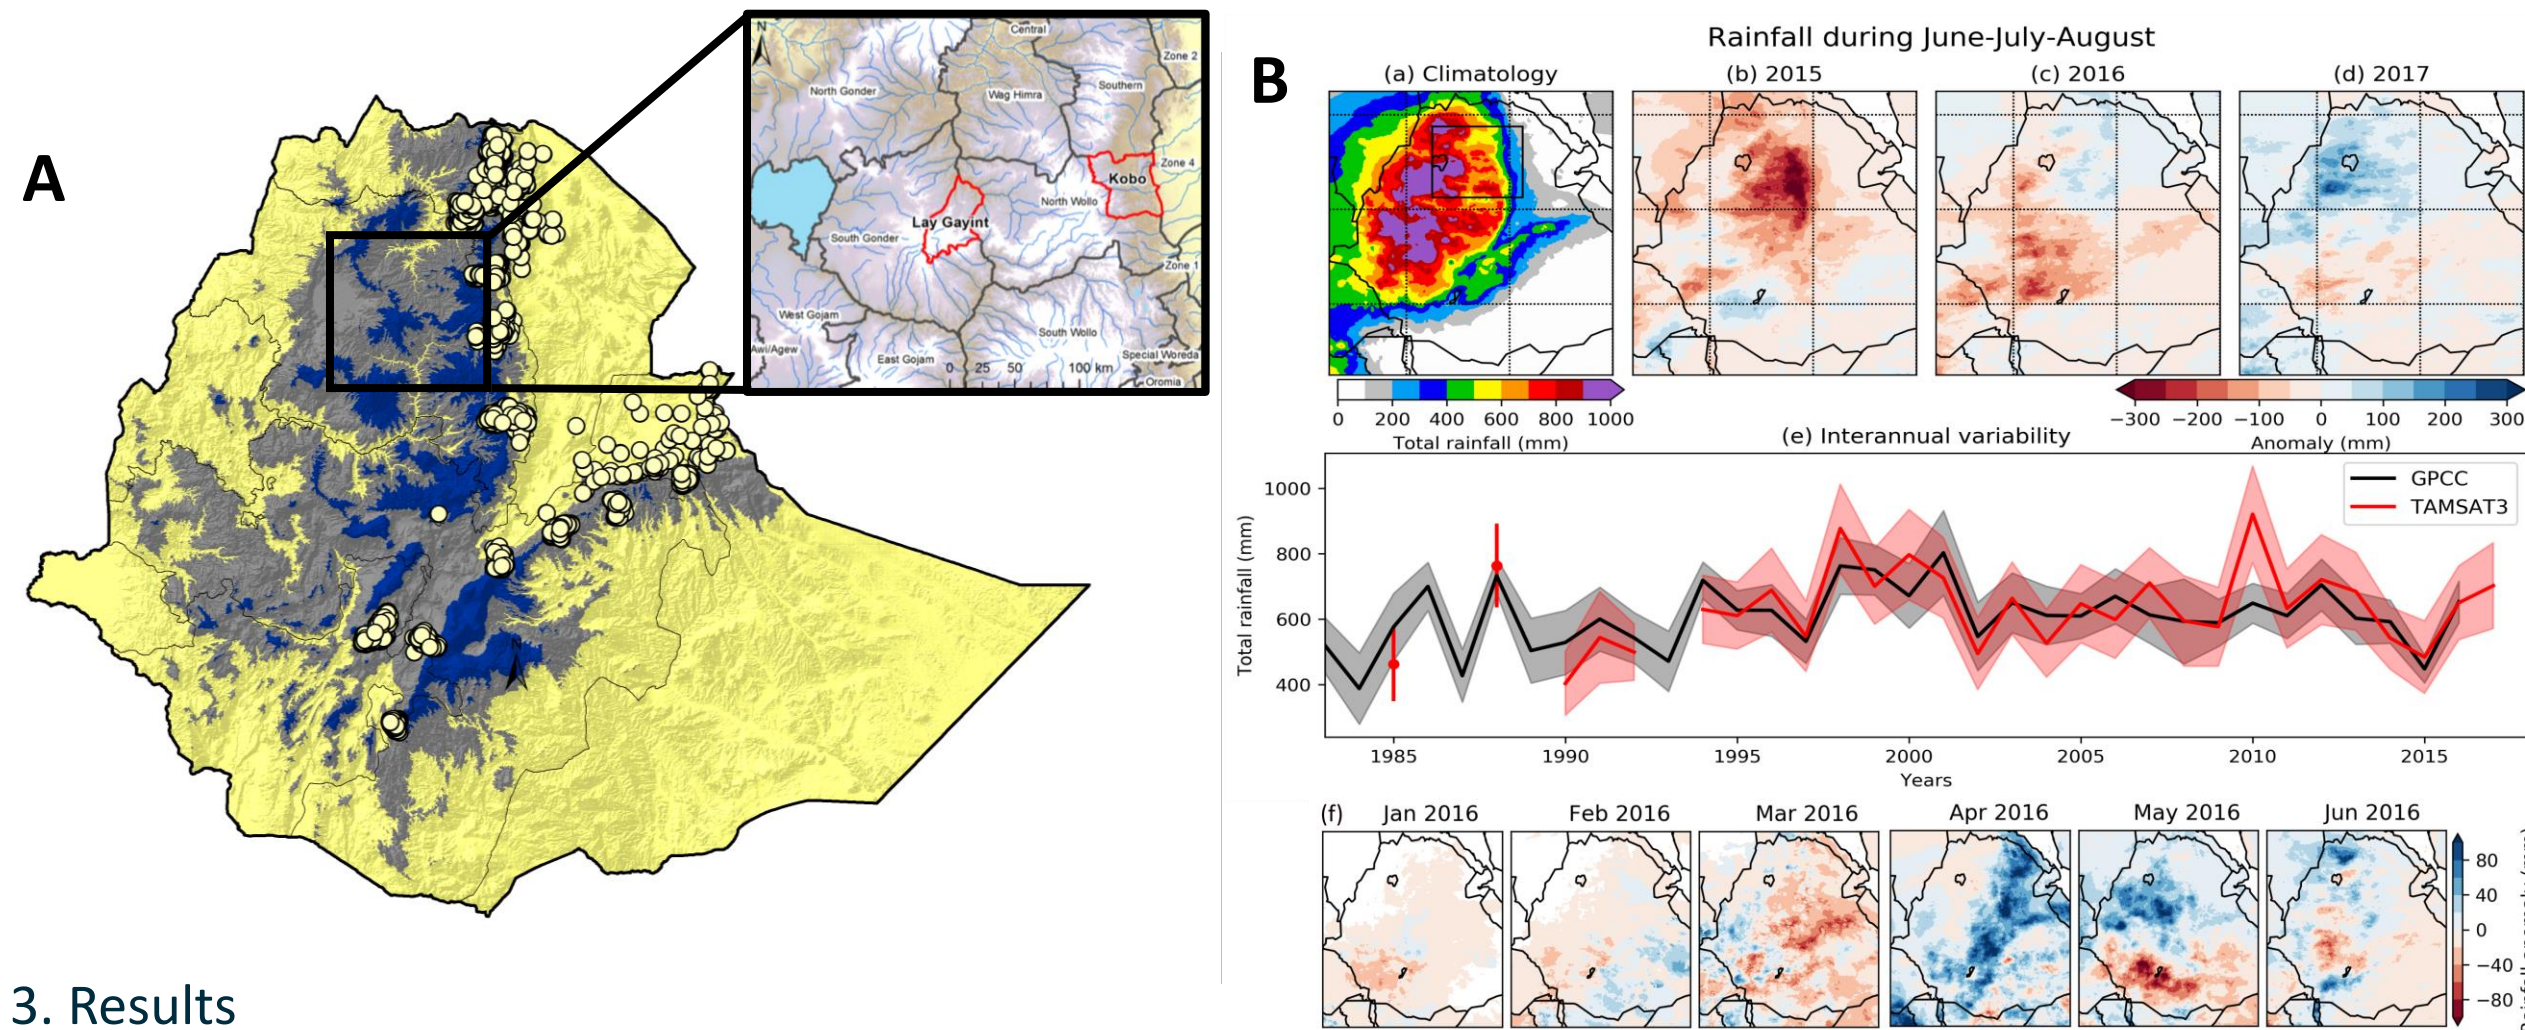 A
N
Central
Zone 2
North Gonder
Wag Himra
Southern
Zone 4
Kobo
North Wollo
Lay Gayint
South Gonder
Zone 1
West Gojam
South Wollo
Awi/Agew
East Gojam
Special Woreda
0 25 50 100 km
Oromia
N
3. Results
B
Rainfall during June-July-August
(a) Climatology
(b) 2015
(c) 2016
(d) 2017
0 200 400 600 800 1000
Total rainfall (mm)
−300 −200 −100 0 100 200 300
Anomaly (mm)
(e) Interannual variability
GPCC
TAMSAT3
1000
800
600
400
Total rainfall (mm)
1985 1990 1995 2000 2005 2010 2015
Years
(f)
Jan 2016
Feb 2016
Mar 2016
Apr 2016
May 2016
Jun 2016
80
40
0
−40
−80